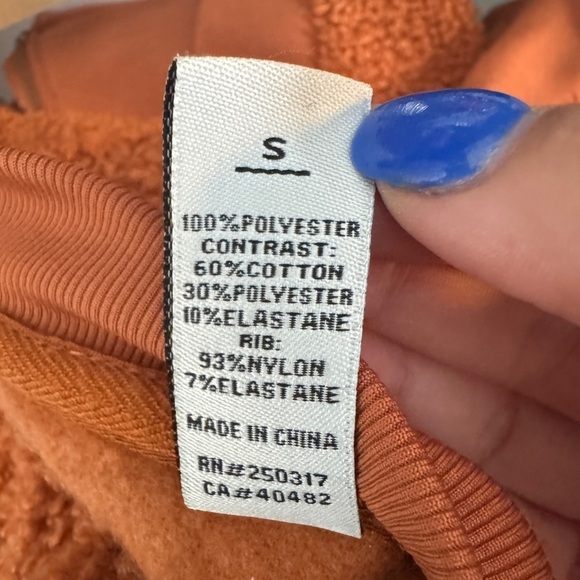 S
100%POLYESTER
CONTRAST:
60%COTTON
30%POLYESTER
10%ELASTANE
RIB:
93%NYLON
7%ELASTANE
MADE IN CHINA
RN#250317
CA#40482